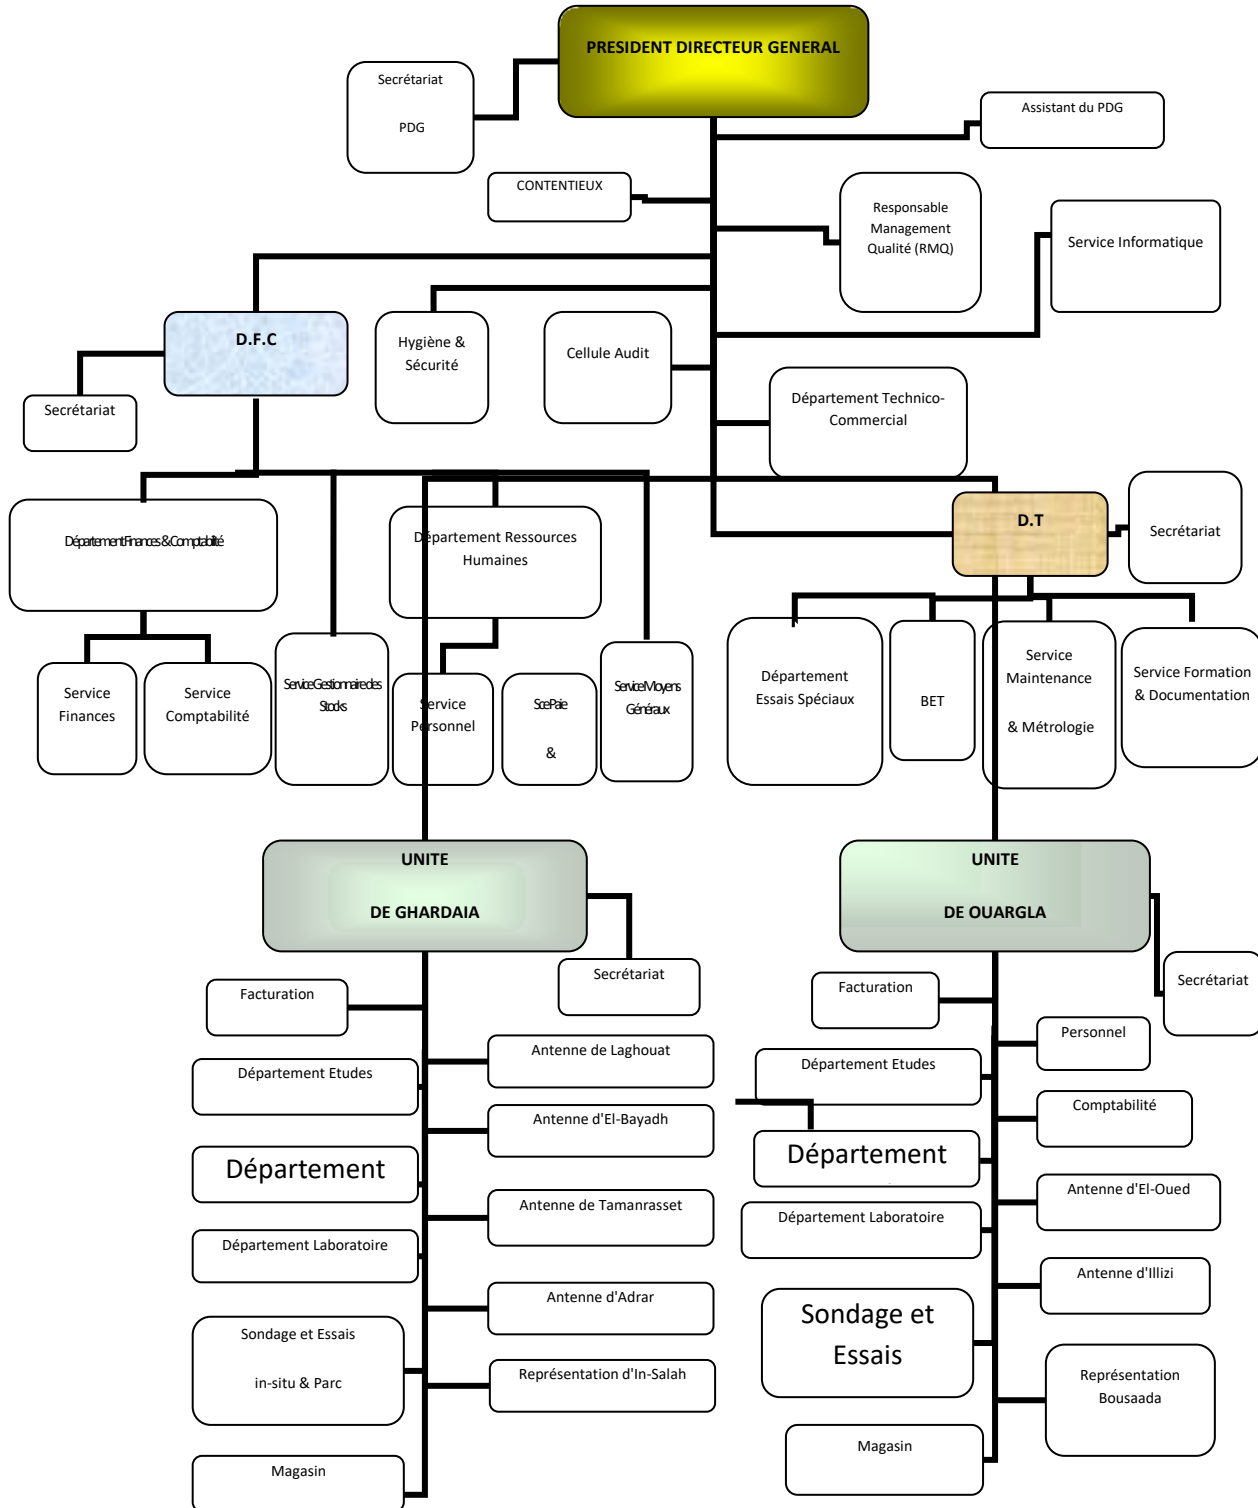 PRESIDENT DIRECTEUR GENERAL
Secrétariat
PDG
Assistant du PDG
CONTENTIEUX
Responsable
Management
Qualité (RMQ)
Service Informatique
D.F.C
Hygiène &
Sécurité
Cellule Audit
Secrétariat
Département Technico-
Commercial
Département Finances & Comptabilité
Département Ressources
Humaines
D.T
Secrétariat
Service
Finances
Service
Comptabilité
Service Gestionnaire des
Stocks
Service
Personnel
Sce Paie
&
Service Moyens
Généraux
Département
Essais Spéciaux
BET
Service
Maintenance
& Métrologie
Service Formation
& Documentation
UNITE
DE GHARDAIA
UNITE
DE OUARGLA
Secrétariat
Secrétariat
Facturation
Antenne de Laghouat
Département Etudes
Antenne d'El-Bayadh
Département
Antenne de Tamanrasset
Département Laboratoire
Antenne d'Adrar
Sondage et Essais
in-situ & Parc
Représentation d'In-Salah
Magasin
Facturation
Personnel
Département Etudes
Comptabilité
Département
Antenne d'El-Oued
Département Laboratoire
Antenne d'Illizi
Sondage et
Essais
Représentation
Bousaada
Magasin